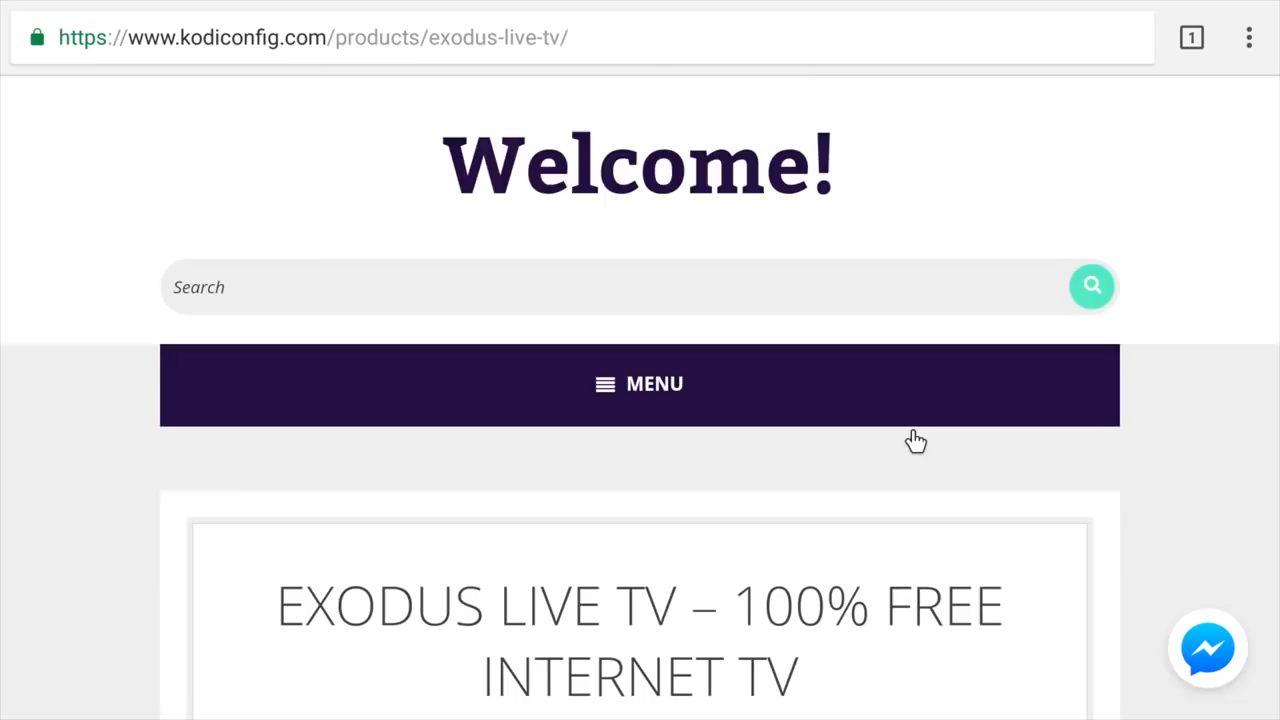 https://www.kodiconfig.com/products/exodus-live-tv/
1
Welcome!
Search
MENU
EXODUS LIVE TV – 100% FREE
INTERNET TV